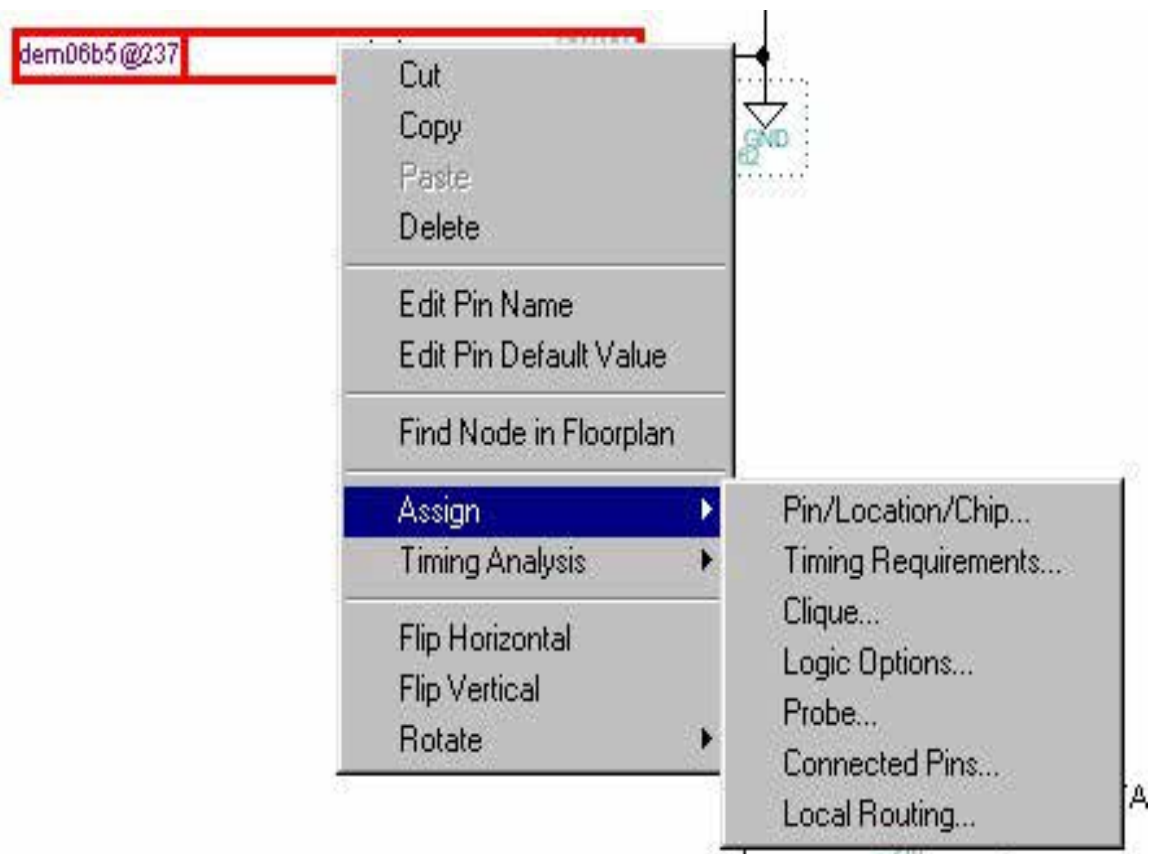 dem06b5@237
Cut
Copy
Paste
Delete
Edit Pin Name
Edit Pin Default Value
Find Node in Floorplan
Assign
Timing Analysis
Flip Horizontal
Flip Vertical
Rotate
Pin/Location/Chip...
Timing Requirements...
Clique...
Logic Options...
Probe...
Connected Pins...
Local Routing...
GND
62